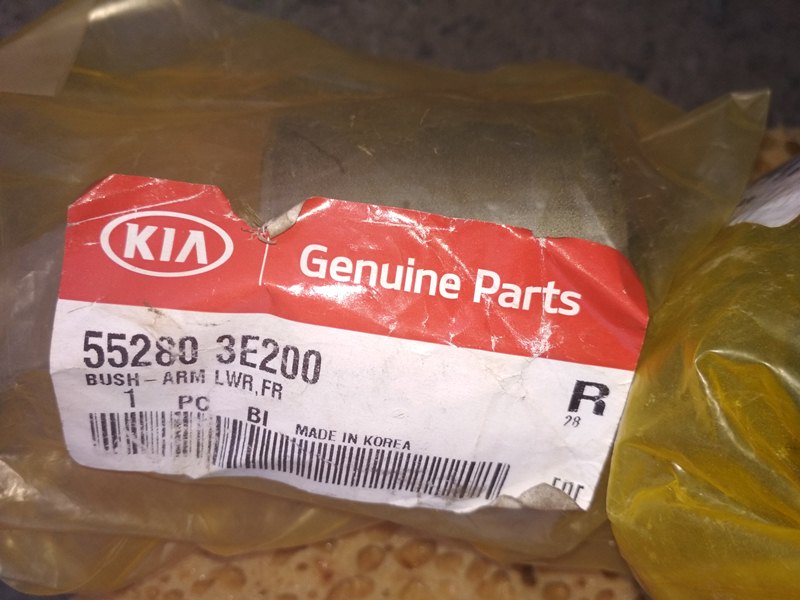 KIA
Genuine Parts
55280 3E200
BUSH-ARM LWR,FR
1 PC BI
R
28
MADE IN KOREA